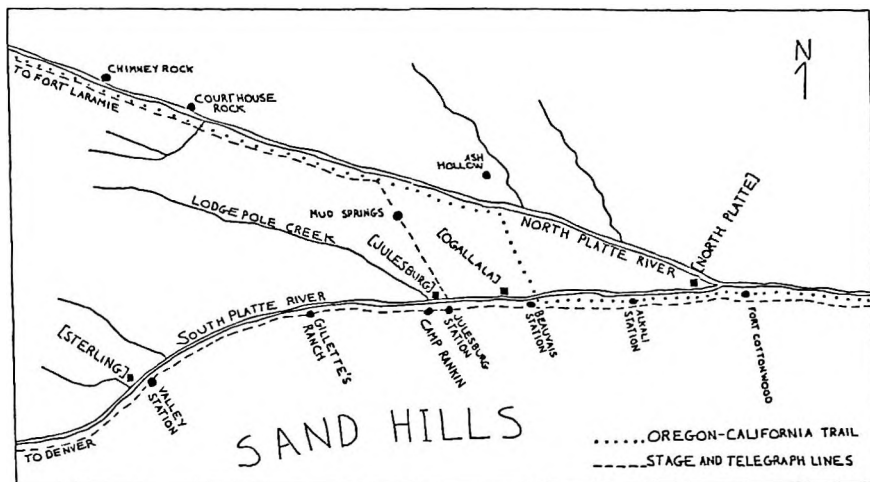 N
CHIMNEY ROCK
TO FORT LARAMIE
COURTHOUSE
ROCK
ASH
HOLLOW
LODGEPOLE
CREEK
MUD SPRINGS
NORTH PLATTE
RIVER
[NORTH PLATTE]
[JULESBURG]
[OGALLALA]
SOUTH PLATTE RIVER
[STERLING]
VALLEY
STATION
GILLETTE'S
RANCH
CAMP RANKIN
JULESBURG
STATION
BEAUVAIS
STATION
ALKALI
STATION
FORT COTTONWOOD
TO DENVER
SAND HILLS
OREGON-CALIFORNIA TRAIL
STAGE AND TELEGRAPH LINES